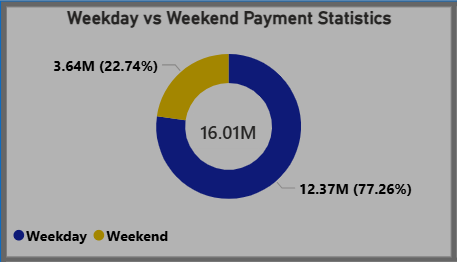 Weekday vs Weekend Payment Statistics
3.64M (22.74%)
16.01M
12.37M (77.26%)
Weekday Weekend